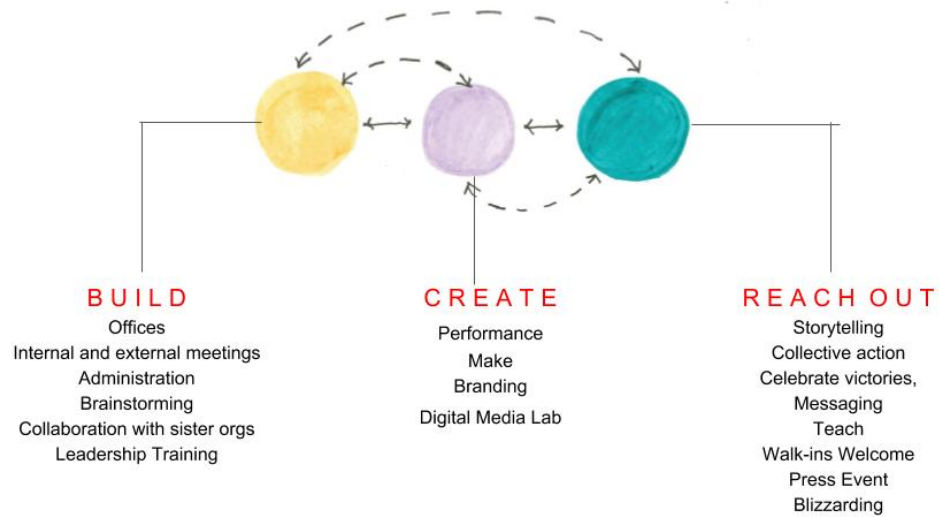 BUILD
Offices
Internal and external meetings
Administration
Brainstorming
Collaboration with sister orgs
Leadership Training
CREATE
Performance
Make
Branding
Digital Media Lab
REACH OUT
Storytelling
Collective action
Celebrate victories,
Messaging
Teach
Walk-ins Welcome
Press Event
Blizzarding